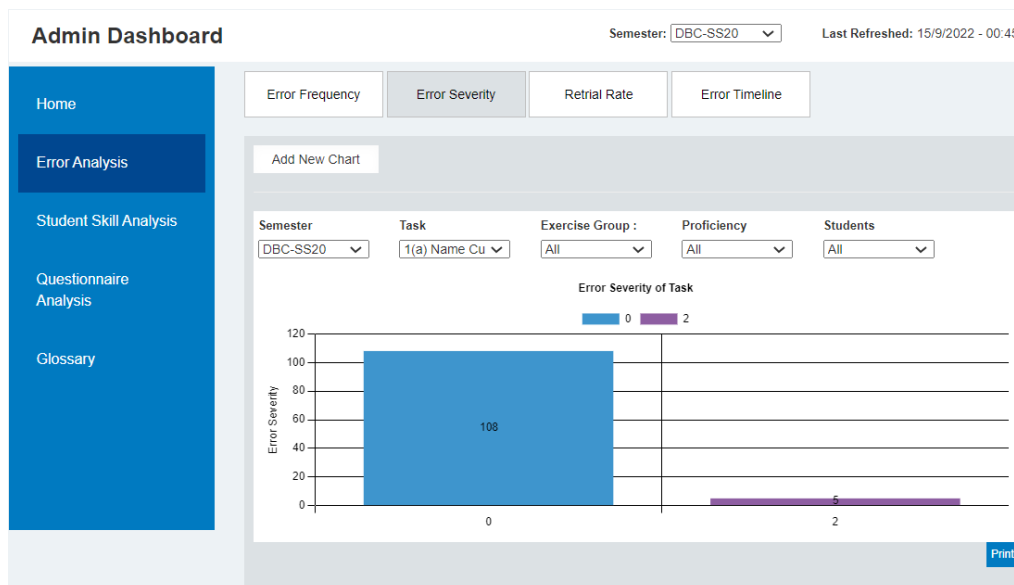 Admin Dashboard
Semester: DBC-SS20 Last Refreshed: 15/9/2022 - 00:45
Home
Error Analysis
Student Skill Analysis
Questionnaire
Analysis
Glossary
Error Frequency Error Severity Retrial Rate Error Timeline
Add New Chart
Semester Task Exercise Group : Proficiency Students
DBC-SS20 1(a) Name Cu All All All
Error Severity of Task
0 2
Error Severity
120
100
80
60
40
20
0
108
5
0 2
Print